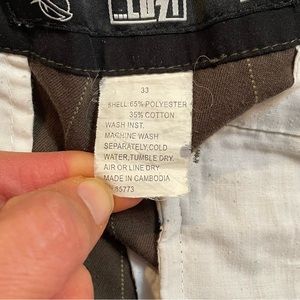 ...LOST
33
SHELL: 65% POLYESTER
35% COTTON
WASH INST.
MACHINE WASH
SEPARATELY,COLD
WATER,TUMBLE DRY.
AIR OR LINE DRY
MADE IN CAMBODIA